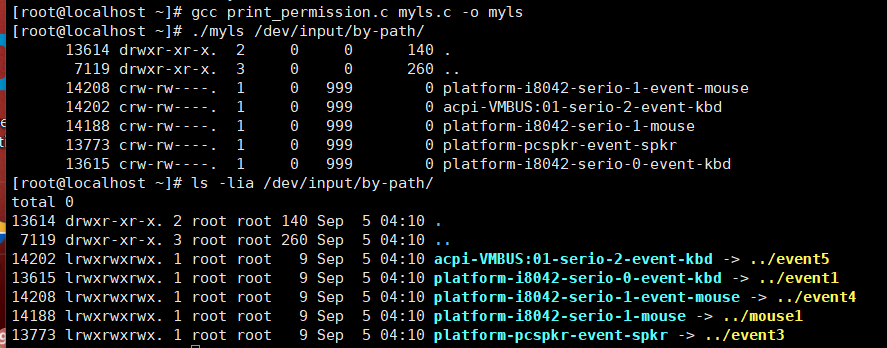 [root@localhost ~]# gcc print_permission.c myls.c -o myls
[root@localhost ~]# ./myls /dev/input/by-path/
13614 drwxr-xr-x. 2 0 0 140 .
7119 drwxr-xr-x. 3 0 0 260 ..
14208 crw-rw----. 1 0 999 0 platform-i8042-serio-1-event-mouse
14202 crw-rw----. 1 0 999 0 acpi-VMBUS:01-serio-2-event-kbd
14188 crw-rw----. 1 0 999 0 platform-i8042-serio-1-mouse
13773 crw-rw----. 1 0 999 0 platform-pcspkr-event-spkr
13615 crw-rw----. 1 0 999 0 platform-i8042-serio-0-event-kbd
[root@localhost ~]# ls -lia /dev/input/by-path/
total 0
13614 drwxr-xr-x. 2 root root 140 Sep 5 04:10 .
7119 drwxr-xr-x. 3 root root 260 Sep 5 04:10 ..
14202 lrwxrwxrwx. 1 root root 9 Sep 5 04:10 acpi-VMBUS:01-serio-2-event-kbd -> ../event5
13615 lrwxrwxrwx. 1 root root 9 Sep 5 04:10 platform-i8042-serio-0-event-kbd -> ../event1
14208 lrwxrwxrwx. 1 root root 9 Sep 5 04:10 platform-i8042-serio-1-event-mouse -> ../event4
14188 lrwxrwxrwx. 1 root root 9 Sep 5 04:10 platform-i8042-serio-1-mouse -> ../mouse1
13773 lrwxrwxrwx. 1 root root 9 Sep 5 04:10 platform-pcspkr-event-spkr -> ../event3